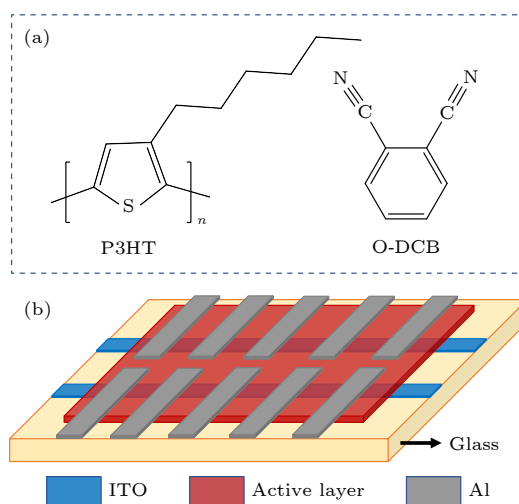 (a)
N
N
C
C
S
n
P3HT
O-DCB
(b)
Glass
ITO
Active layer
Al